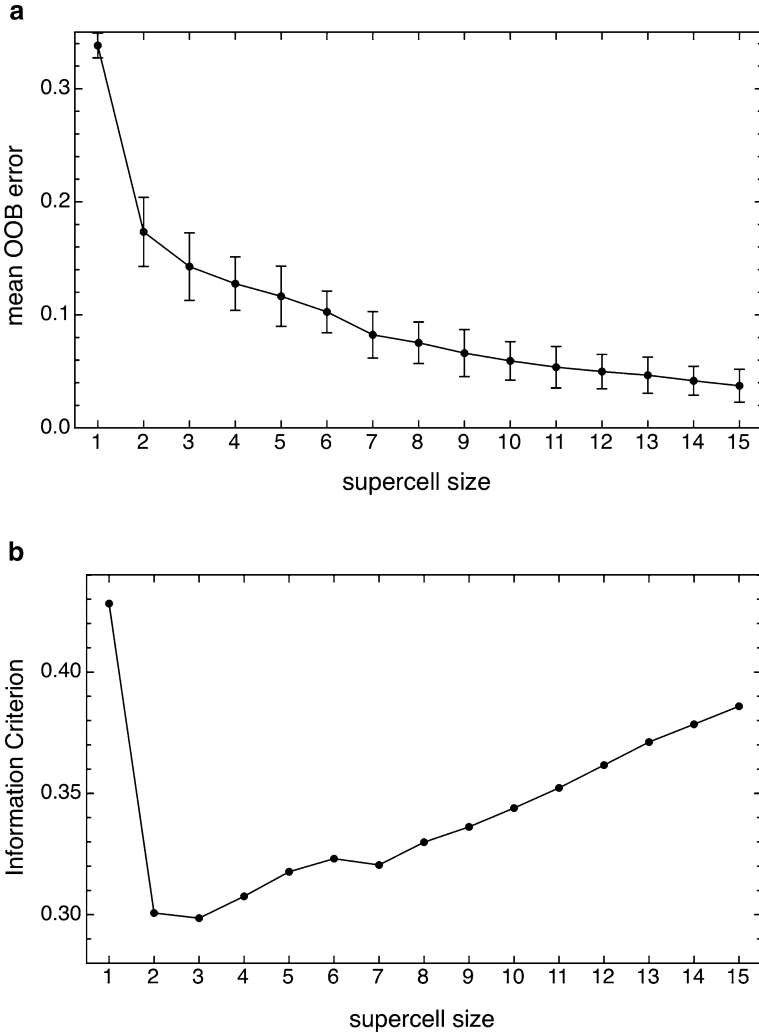 a
mean OOB error
0.3
0.2
0.1
0.0
1 2 3 4 5 6 7 8 9 10 11 12 13 14 15
supercell size
b
Information Criterion
0.40
0.35
0.30
1 2 3 4 5 6 7 8 9 10 11 12 13 14 15
supercell size